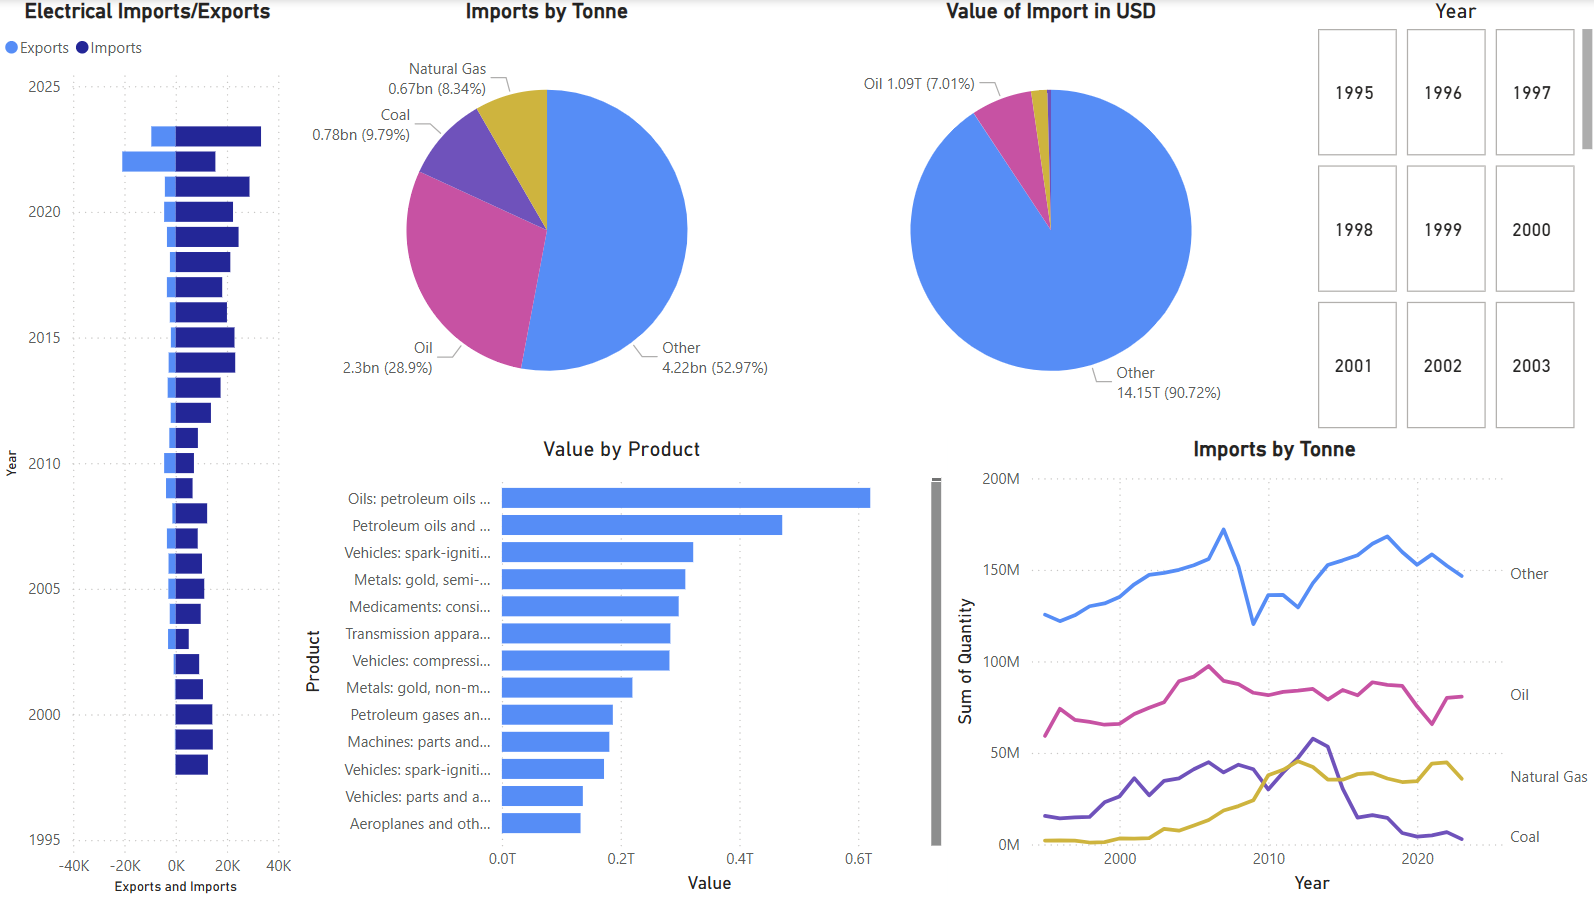 Electrical Imports/Exports
Exports Imports
2025
2020
2015
2010
2005
2000
1995
Year
-40K -20K 0K 20K 40K
Exports and Imports
Imports by Tonne
Natural Gas
0.67bn (8.34%)
Coal
0.78bn (9.79%)
Oil
2.3bn (28.9%)
Other
4.22bn (52.97%)
Value of Import in USD
Oil 1.09T (7.01%)
Other
14.15T (90.72%)
Year
1995 1996 1997
1998 1999 2000
2001 2002 2003
Value by Product
Product
Oils: petroleum oils ...
Petroleum oils and ...
Vehicles: spark-igniti...
Metals: gold, semi-...
Medicaments: consi...
Transmission appara...
Vehicles: compressi...
Metals: gold, non-m...
Petroleum gases an...
Machines: parts and...
Vehicles: spark-igniti...
Vehicles: parts and a...
Aeroplanes and oth...
0.0T 0.2T 0.4T 0.6T
Value
Imports by Tonne
Sum of Quantity
200M
150M
100M
50M
0M
Other
Oil
Natural Gas
Coal
2000 2010 2020
Year